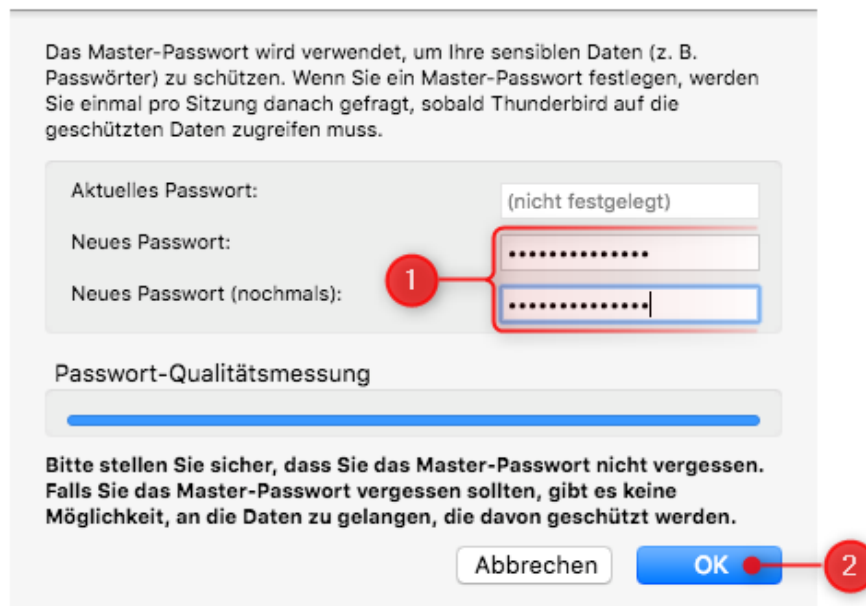 Das Master-Passwort wird verwendet, um Ihre sensiblen Daten (z. B.
Passwörter) zu schützen. Wenn Sie ein Master-Passwort festlegen, werden
Sie einmal pro Sitzung danach gefragt, sobald Thunderbird auf die
geschützten Daten zugreifen muss.
Aktuelles Passwort:
(nicht festgelegt)
Neues Passwort:
••••••••••••••
1
Neues Passwort (nochmals):
••••••••••••••
Passwort-Qualitätsmessung
Bitte stellen Sie sicher, dass Sie das Master-Passwort nicht vergessen.
Falls Sie das Master-Passwort vergessen sollten, gibt es keine
Möglichkeit, an die Daten zu gelangen, die davon geschützt werden.
Abbrechen
OK
2